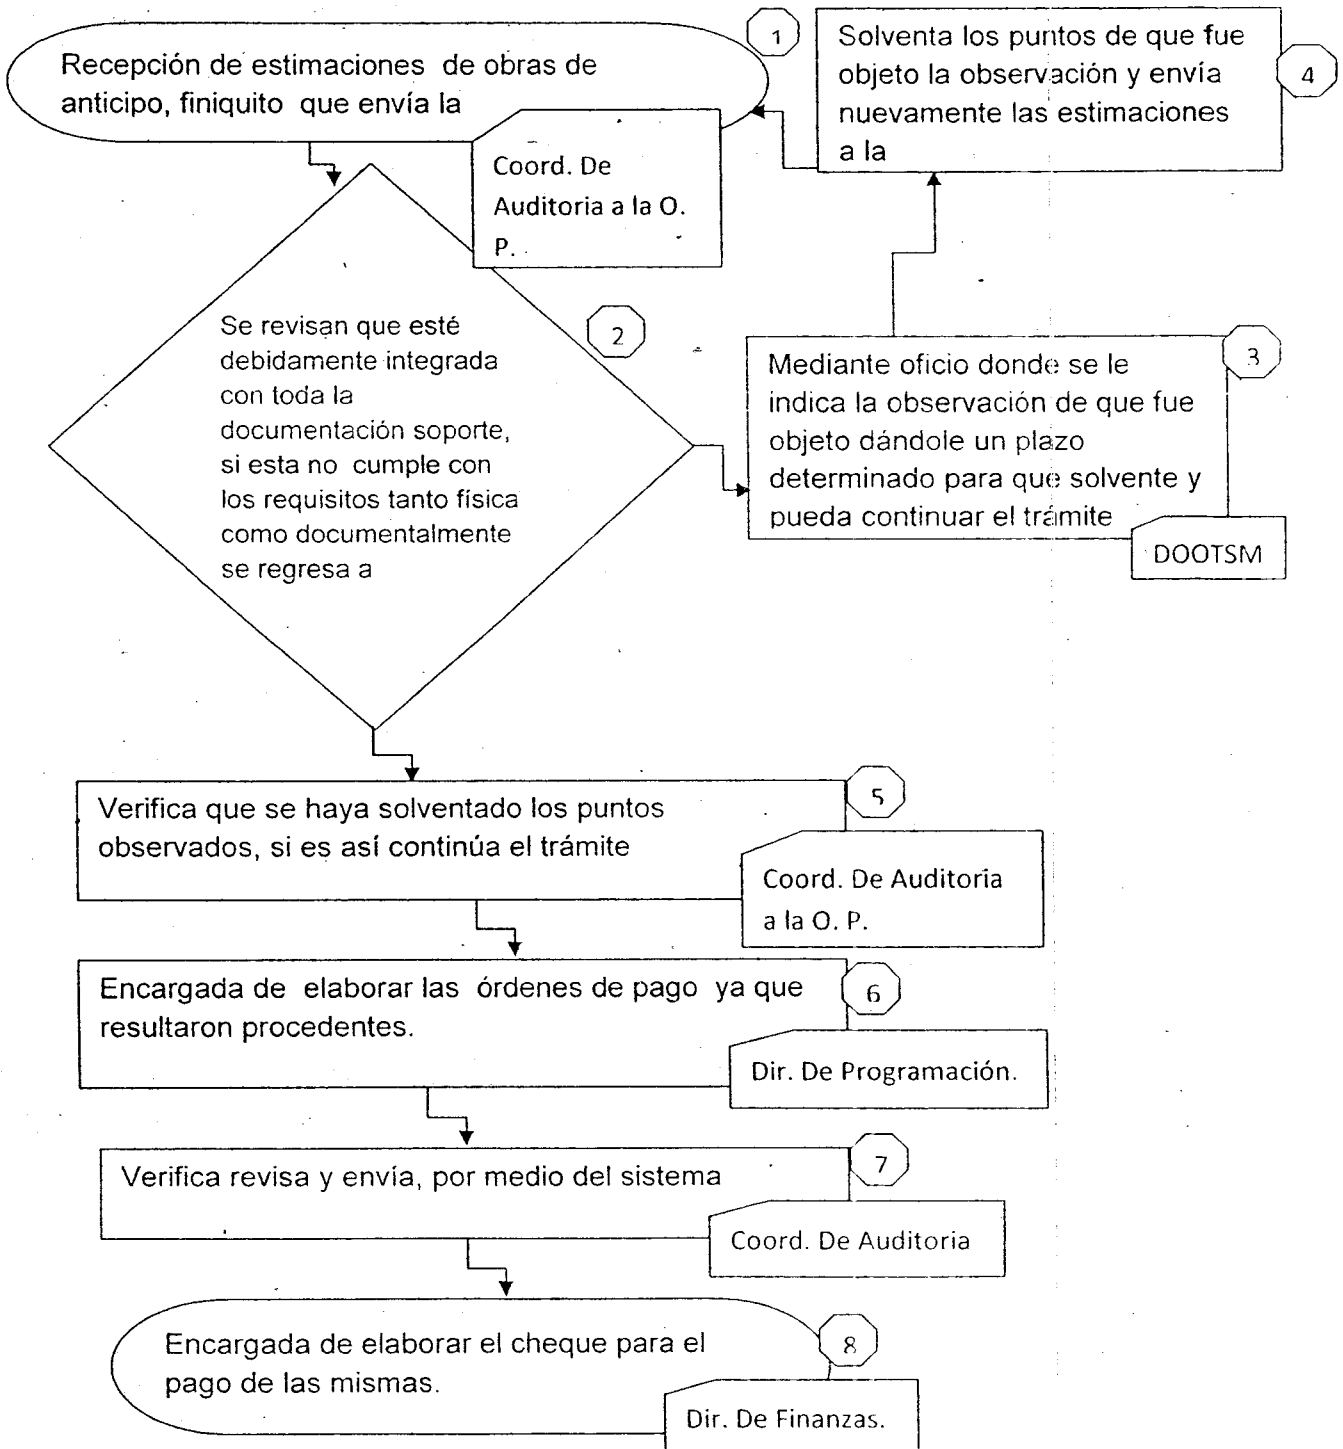 1
Recepción de estimaciones de obras de
anticipo, finiquito que envía la
Coord. De
Auditoria a la O.
P.
Solventa los puntos de que fue
objeto la observación y envía
nuevamente las estimaciones
a la
4
Se revisan que esté
debidamente integrada
con toda la
documentación soporte,
si esta no cumple con
los requisitos tanto física
como documentalmente
se regresa a
2
Mediante oficio donde se le
indica la observación de que fue
objeto dándole un plazo
determinado para que solvente y
pueda continuar el trámite
3
DOOTSM
Verifica que se haya solventado los puntos
observados, si es así continúa el trámite
5
Coord. De Auditoria
a la O. P.
Encargada de elaborar las órdenes de pago ya que
resultaron procedentes.
6
Dir. De Programación.
Verifica revisa y envía, por medio del sistema
7
Coord. De Auditoria
Encargada de elaborar el cheque para el
pago de las mismas.
8
Dir. De Finanzas.